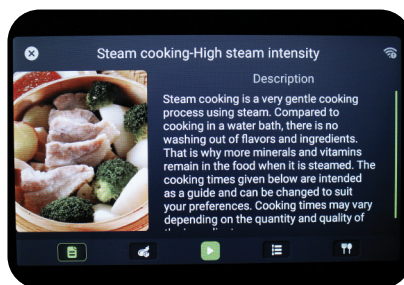 Steam cooking-High steam intensity
Description
Steam cooking is a very gentle cooking
process using steam. Compared to
cooking in a water bath, there is no
washing out of flavors and ingredients.
That is why more minerals and vitamins
remain in the food when it is steamed. The
cooking times given below are intended
as a guide and can be changed to suit
your preferences. Cooking times may vary
depending on the quantity and quality of